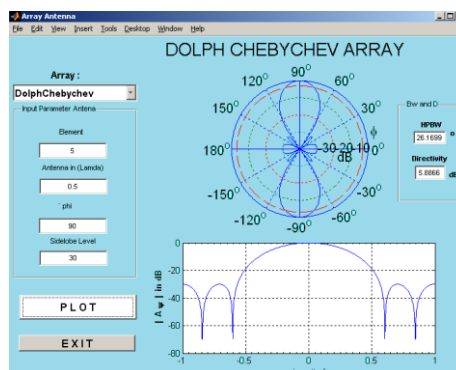 Array Antenna
File Edit View Insert Tools Desktop Window Help
DOLPH CHEBYCHEV ARRAY
Array :
DolphChebychev
Input Parameter Antena
Element
5
Antenna in (Lamda)
0.5
phi
90
Sidelobe Level
30
PLOT
EXIT
90°
120° 60°
150° 30°
180° -30-20-10 0° ϕ
dB
-150° -30°
-120° -60°
-90°
Bw and D
HPBW
26.1699 o
Directivity
5.8866 dB
| A ψ | in dB
0
-20
-40
-60
-80
-1 -0.5 0 0.5 1